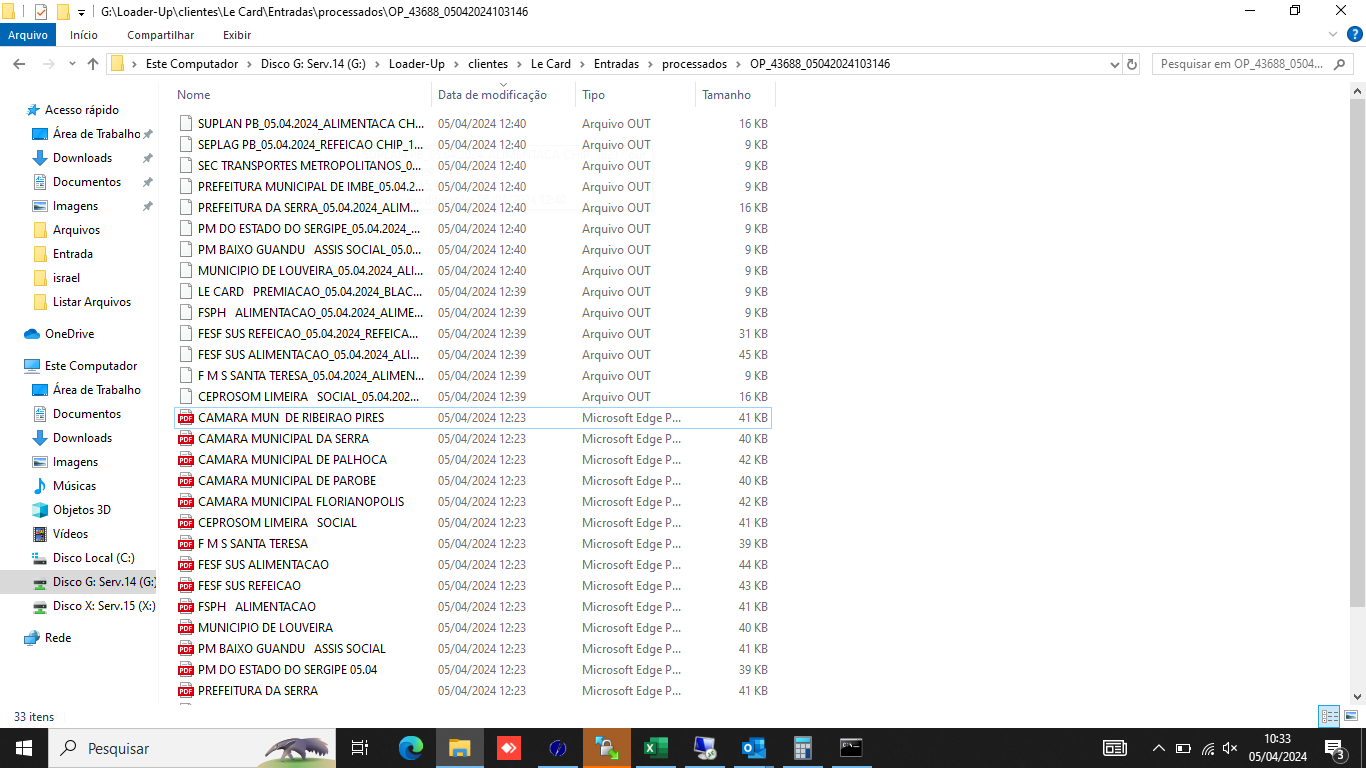 G:\Loader-Up\clientes\Le Card\Entradas\processados\OP_43688_05042024103146
Arquivo Início Compartilhar Exibir
Este Computador > Disco G: Serv.14 (G:) > Loader-Up > clientes > Le Card > Entradas > processados > OP_43688_05042024103146 Pesquisar em OP_43688_0504...
Nome Data de modificação Tipo Tamanho
Acesso rápido
Área de Trabalho
Downloads
Documentos
Imagens
Arquivos
Entrada
israel
Listar Arquivos
OneDrive
Este Computador
Área de Trabalho
Documentos
Downloads
Imagens
Músicas
Objetos 3D
Vídeos
Disco Local (C:)
Disco G: Serv.14 (G:)
Disco X: Serv.15 (X:)
Rede
SUPLAN PB_05.04.2024_ALIMENTACA CH... 05/04/2024 12:40 Arquivo OUT 16 KB
SEPLAG PB_05.04.2024_REFEICAO CHIP_1... 05/04/2024 12:40 Arquivo OUT 9 KB
SEC TRANSPORTES METROPOLITANOS_0... 05/04/2024 12:40 Arquivo OUT 9 KB
PREFEITURA MUNICIPAL DE IMBE_05.04.2... 05/04/2024 12:40 Arquivo OUT 9 KB
PREFEITURA DA SERRA_05.04.2024_ALIM... 05/04/2024 12:40 Arquivo OUT 16 KB
PM DO ESTADO DO SERGIPE_05.04.2024_... 05/04/2024 12:40 Arquivo OUT 9 KB
PM BAIXO GUANDU   ASSIS SOCIAL_05.0... 05/04/2024 12:40 Arquivo OUT 9 KB
MUNICIPIO DE LOUVEIRA_05.04.2024_ALI... 05/04/2024 12:40 Arquivo OUT 9 KB
LE CARD   PREMIACAO_05.04.2024_BLAC... 05/04/2024 12:39 Arquivo OUT 9 KB
FSPH   ALIMENTACAO_05.04.2024_ALIME... 05/04/2024 12:39 Arquivo OUT 9 KB
FESF SUS REFEICAO_05.04.2024_REFEICA... 05/04/2024 12:39 Arquivo OUT 31 KB
FESF SUS ALIMENTACAO_05.04.2024_ALI... 05/04/2024 12:39 Arquivo OUT 45 KB
F M S SANTA TERESA_05.04.2024_ALIMEN... 05/04/2024 12:39 Arquivo OUT 9 KB
CEPROSOM LIMEIRA   SOCIAL_05.04.202... 05/04/2024 12:39 Arquivo OUT 16 KB
CAMARA MUN  DE RIBEIRAO PIRES 05/04/2024 12:23 Microsoft Edge P... 41 KB
CAMARA MUNICIPAL DA SERRA 05/04/2024 12:23 Microsoft Edge P... 40 KB
CAMARA MUNICIPAL DE PALHOCA 05/04/2024 12:23 Microsoft Edge P... 42 KB
CAMARA MUNICIPAL DE PAROBE 05/04/2024 12:23 Microsoft Edge P... 40 KB
CAMARA MUNICIPAL FLORIANOPOLIS 05/04/2024 12:23 Microsoft Edge P... 42 KB
CEPROSOM LIMEIRA   SOCIAL 05/04/2024 12:23 Microsoft Edge P... 41 KB
F M S SANTA TERESA 05/04/2024 12:23 Microsoft Edge P... 39 KB
FESF SUS ALIMENTACAO 05/04/2024 12:23 Microsoft Edge P... 44 KB
FESF SUS REFEICAO 05/04/2024 12:23 Microsoft Edge P... 43 KB
FSPH   ALIMENTACAO 05/04/2024 12:23 Microsoft Edge P... 41 KB
MUNICIPIO DE LOUVEIRA 05/04/2024 12:23 Microsoft Edge P... 40 KB
PM BAIXO GUANDU   ASSIS SOCIAL 05/04/2024 12:23 Microsoft Edge P... 41 KB
PM DO ESTADO DO SERGIPE 05.04 05/04/2024 12:23 Microsoft Edge P... 39 KB
PREFEITURA DA SERRA 05/04/2024 12:23 Microsoft Edge P... 41 KB
33 itens
Pesquisar
10:33
05/04/2024
3